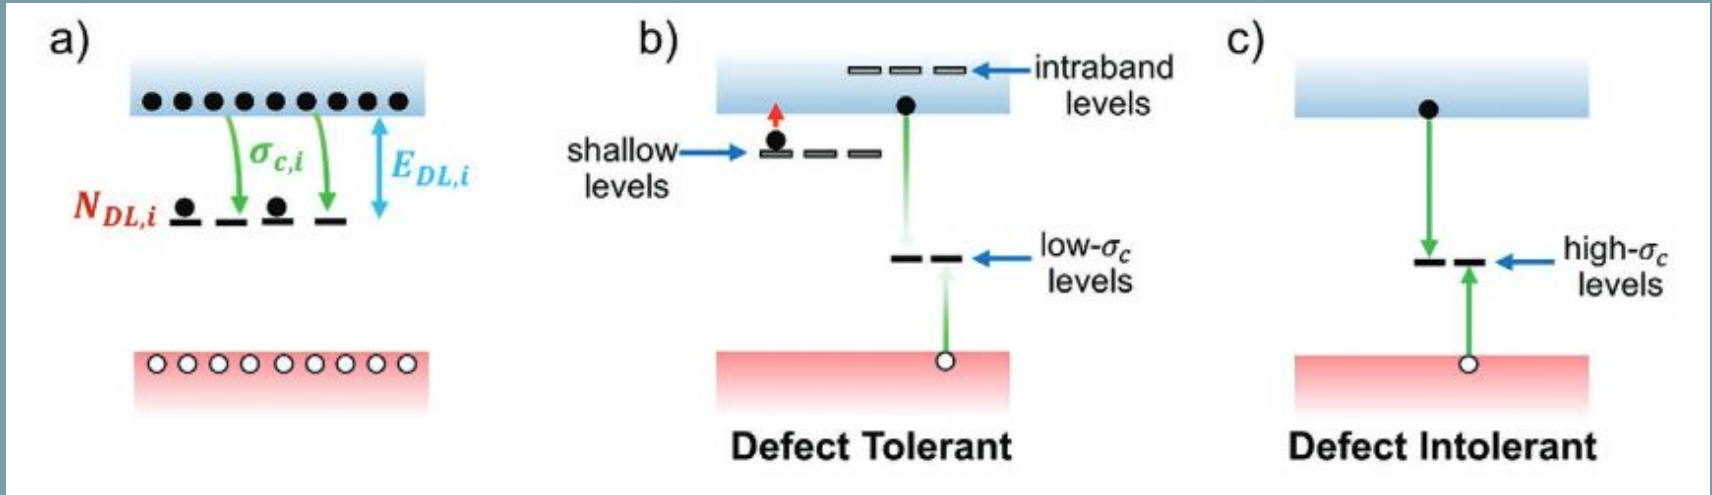 a)
σc,i
EDL,i
NDL,i
b)
intraband
levels
shallow
levels
low-σc
levels
Defect Tolerant
c)
high-σc
levels
Defect Intolerant